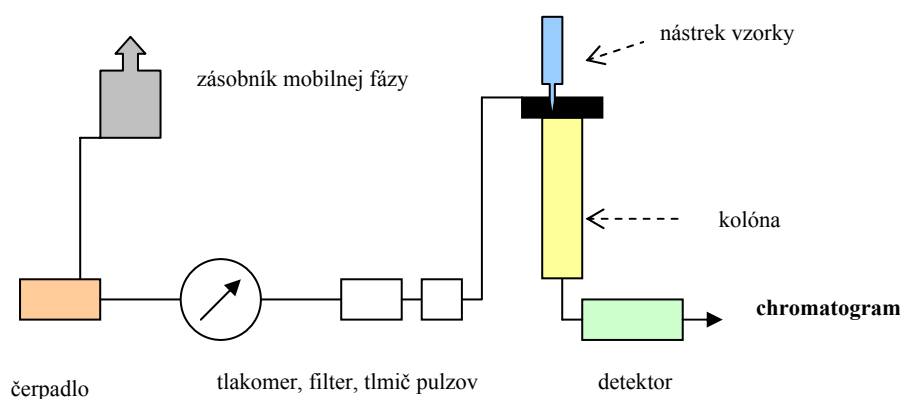 nástrek vzorky
zásobník mobilnej fázy
kolóna
chromatogram
čerpadlo
tlakomer, filter, tlmič pulzov
detektor